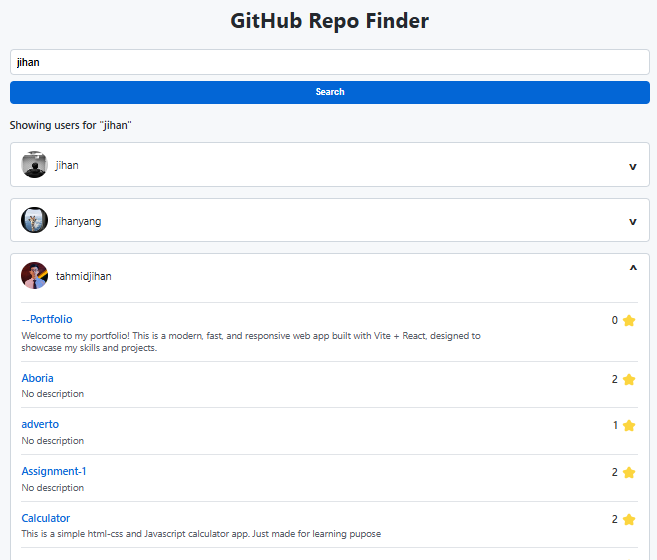 GitHub Repo Finder
jihan
Search
Showing users for "jihan"
jihan
jihanyang
tahmidjihan
--Portfolio
0
Welcome to my portfolio! This is a modern, fast, and responsive web app built with Vite + React, designed to
showcase my skills and projects.
Aboria
2
No description
adverto
1
No description
Assignment-1
2
No description
Calculator
2
This is a simple html-css and Javascript calculator app. Just made for learning pupose